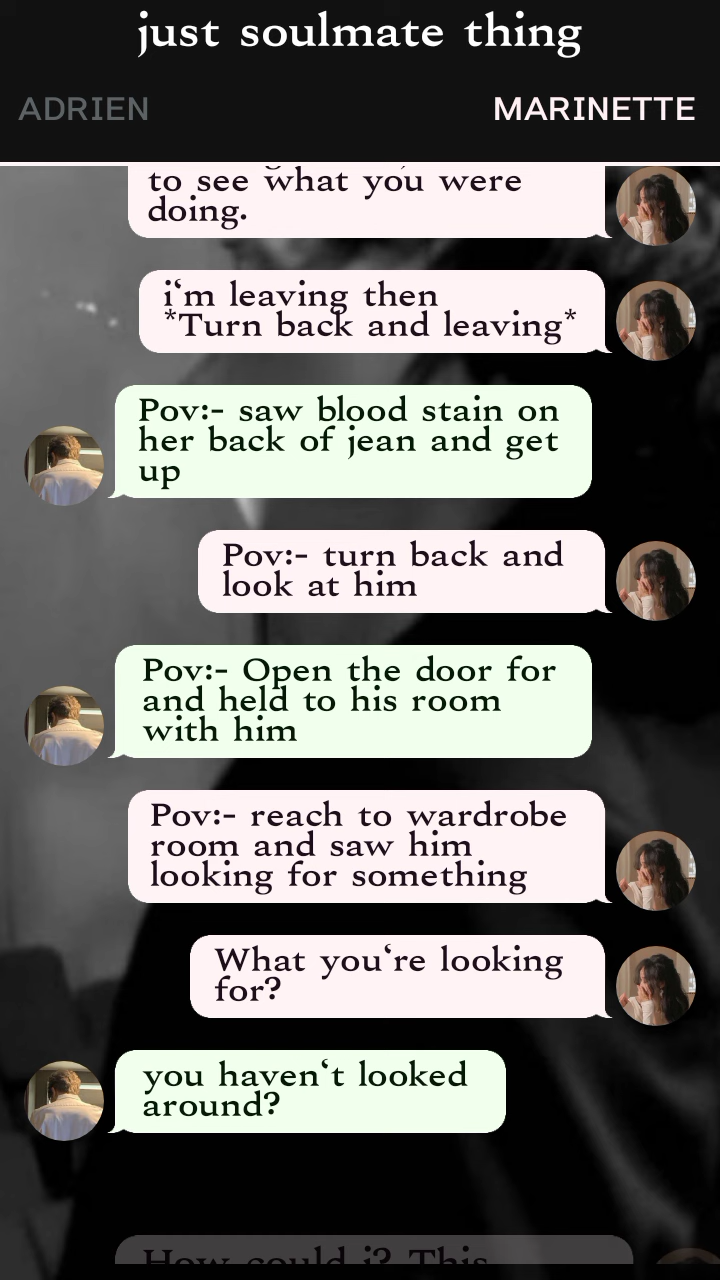 just soulmate thing
ADRIEN
MARINETTE
to see what you were
doing.
i‘m leaving then
*Turn back and leaving*
Pov:- saw blood stain on
her back of jean and get
up
Pov:- turn back and
look at him
Pov:- Open the door for
and held to his room
with him
Pov:- reach to wardrobe
room and saw him
looking for something
What you‘re looking
for?
you haven‘t looked
around?
How could i? This